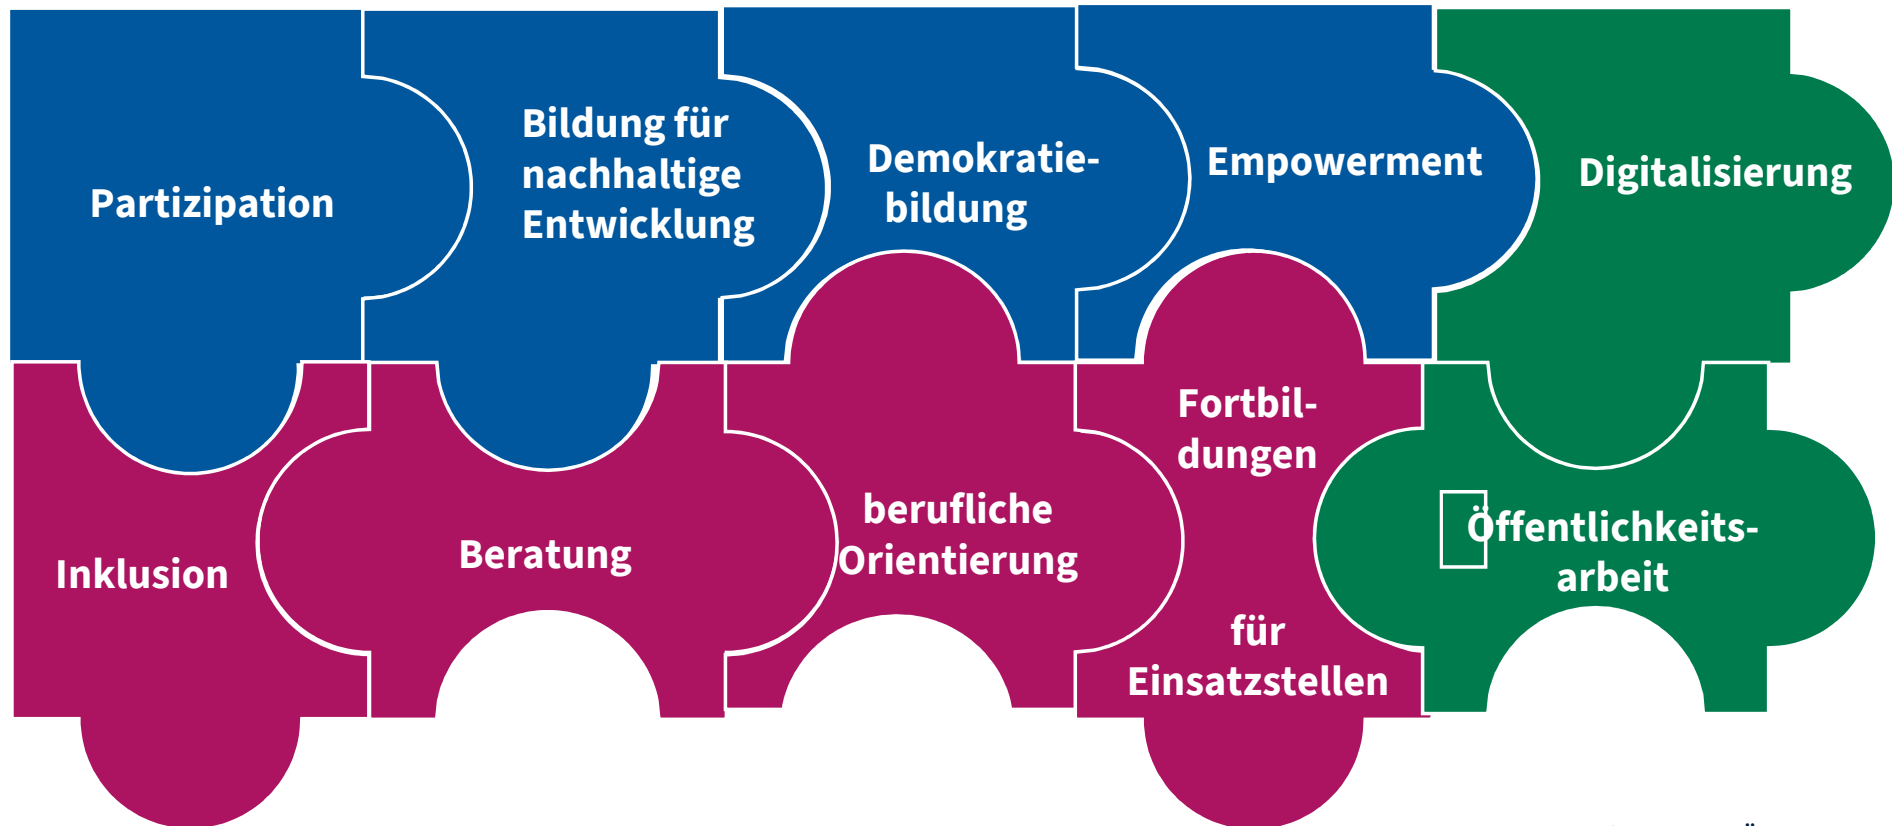 Partizipation
Bildung für
nachhaltige
Entwicklung
Demokratie-
bildung
Empowerment
Digitalisierung
Inklusion
Beratung
berufliche
Orientierung
Fortbil-
dungen
für
Einsatzstellen
Öffentlichkeits-
arbeit